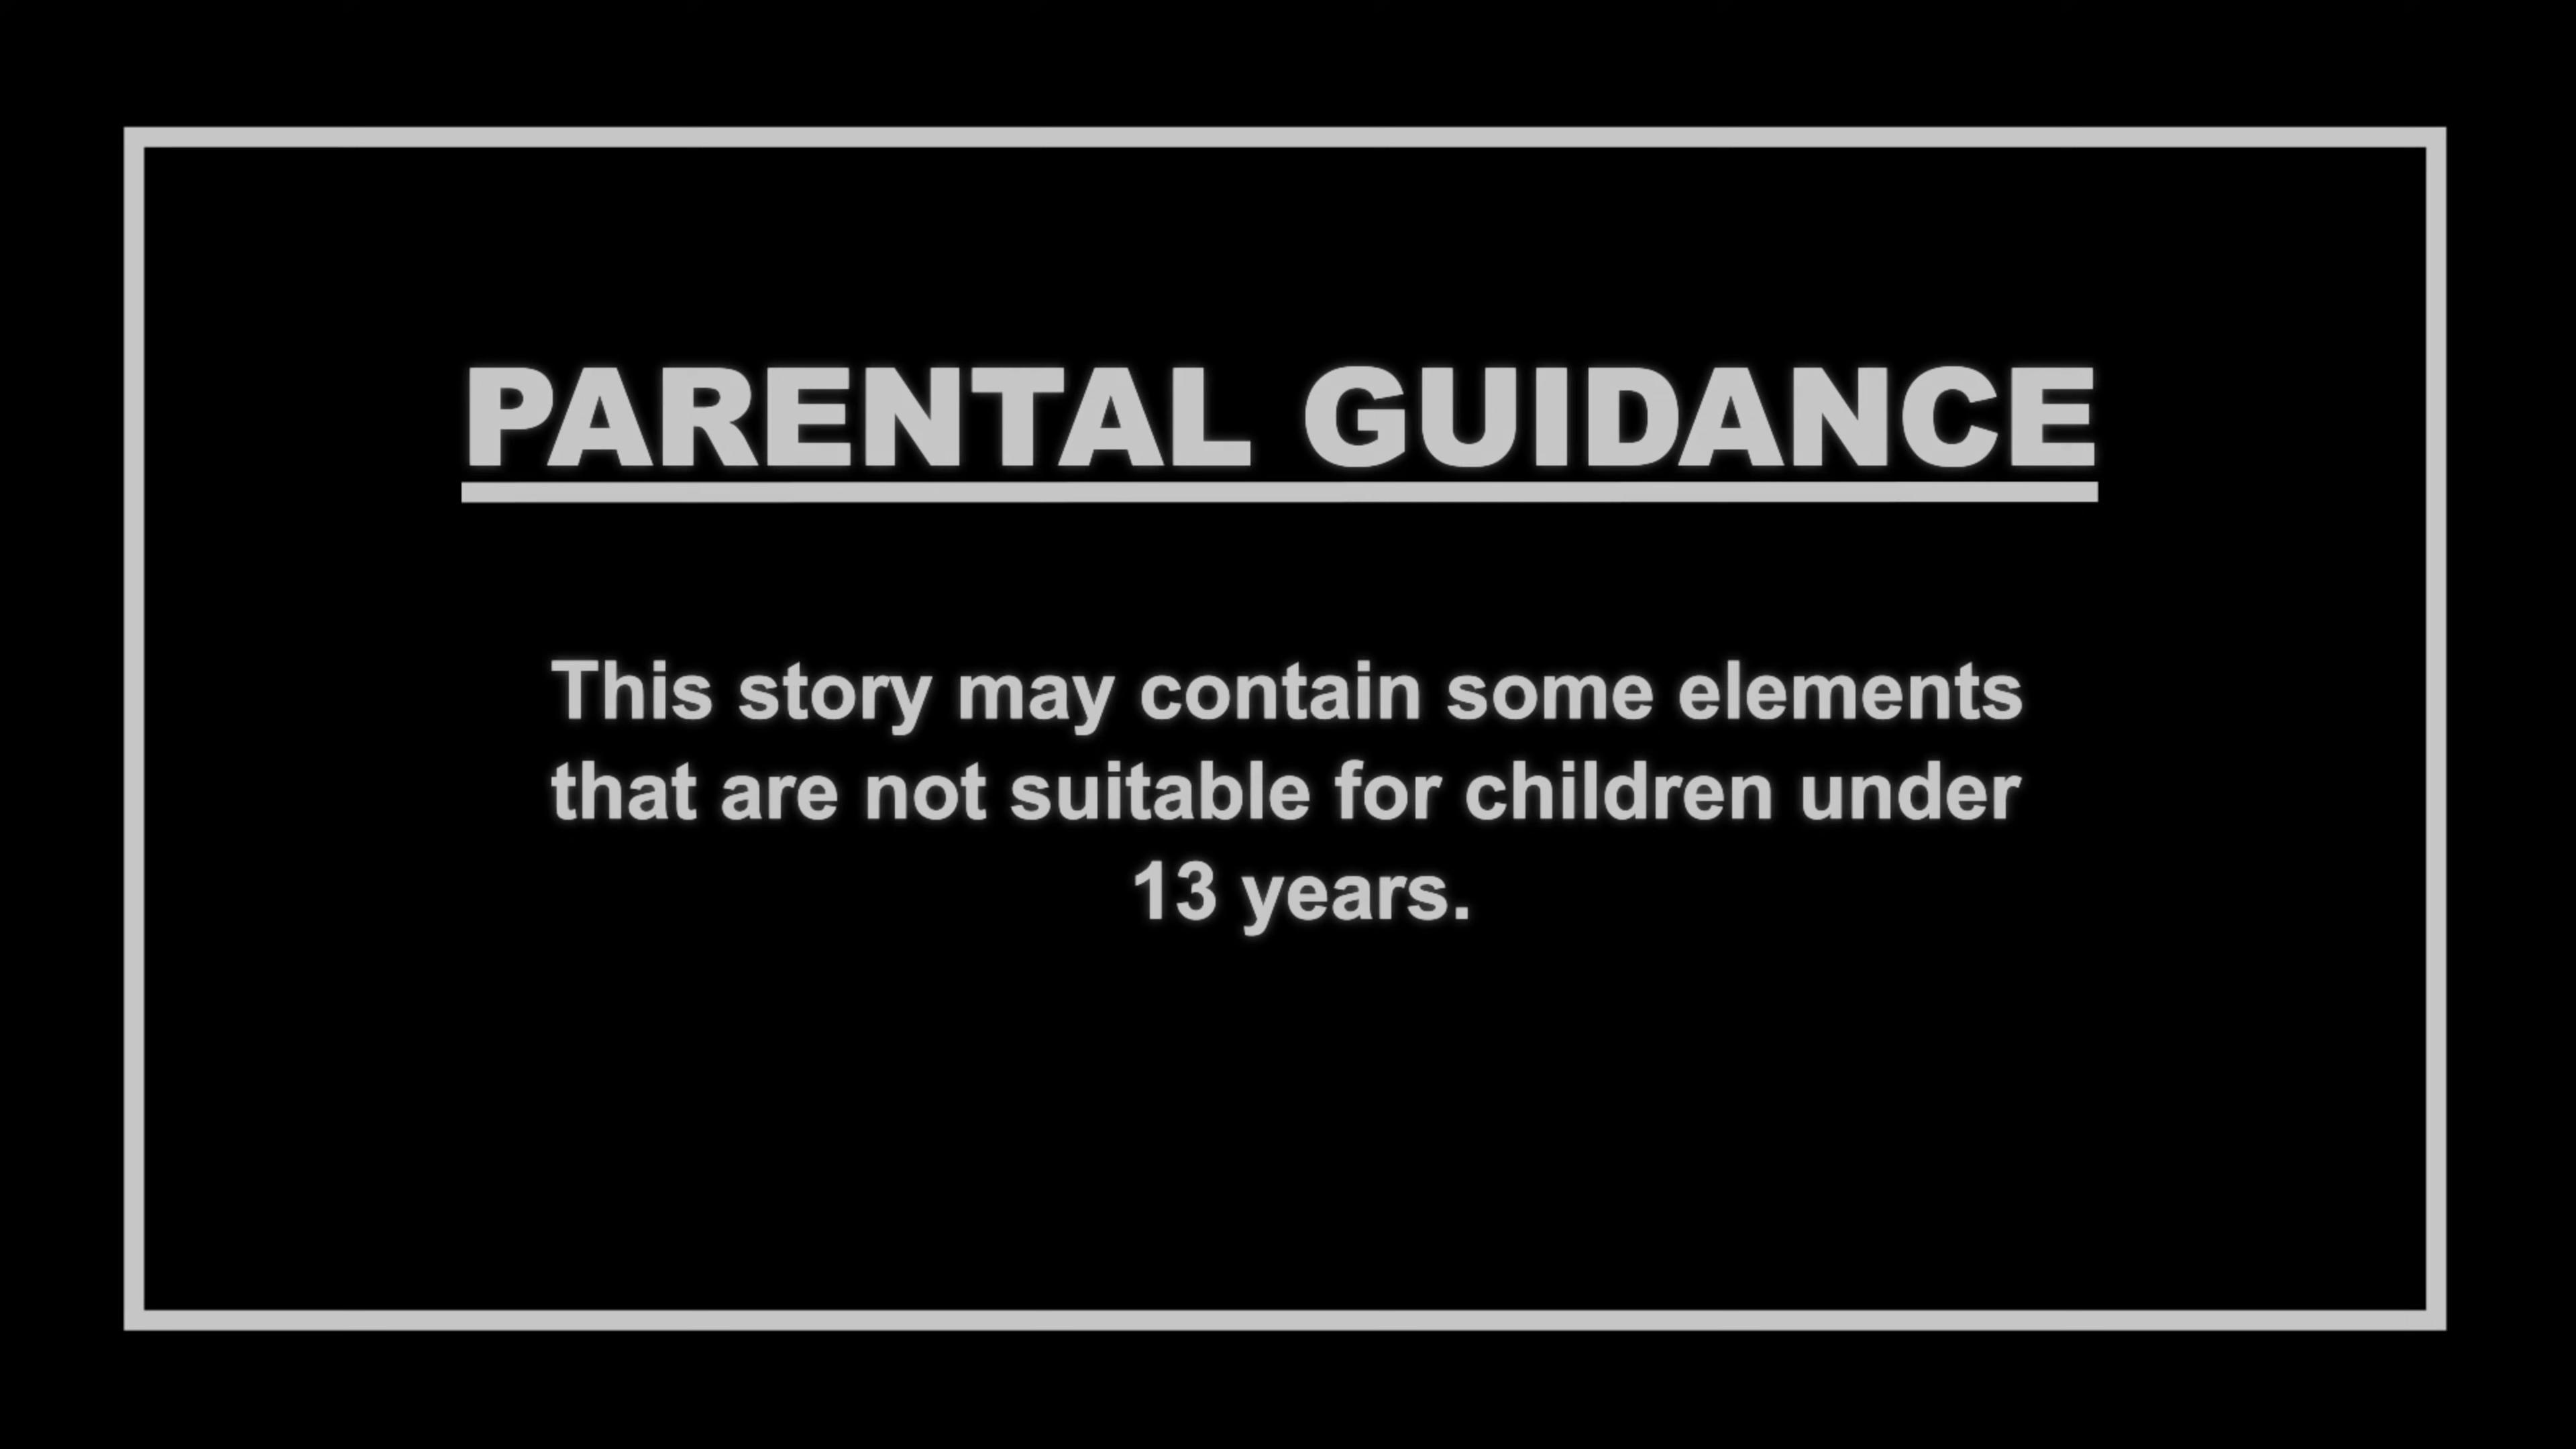 PARENTAL GUIDANCE
This story may contain some elements
that are not suitable for children under
13 years.